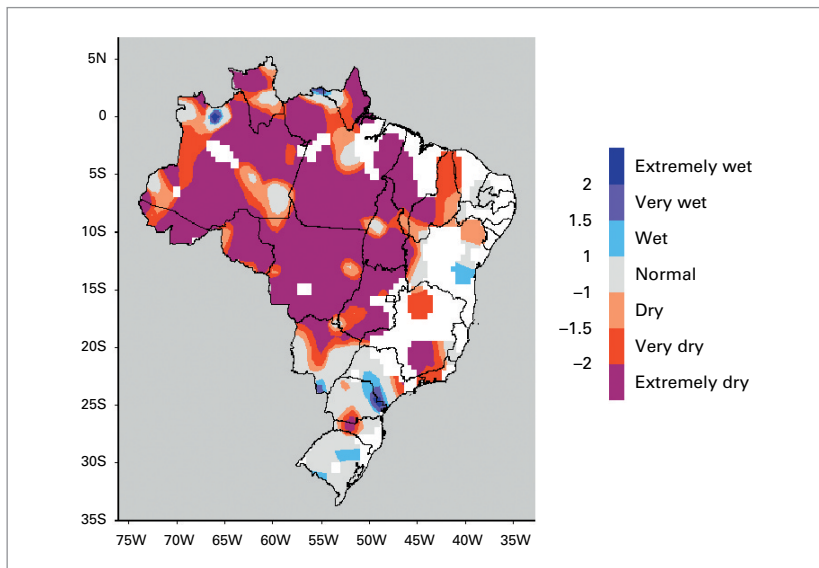 5N
0
5S
10S
15S
20S
25S
30S
35S
75W 70W 65W 60W 55W 50W 45W 40W 35W
Extremely wet
2
Very wet
1.5
Wet
1
Normal
–1
Dry
–1.5
Very dry
–2
Extremely dry